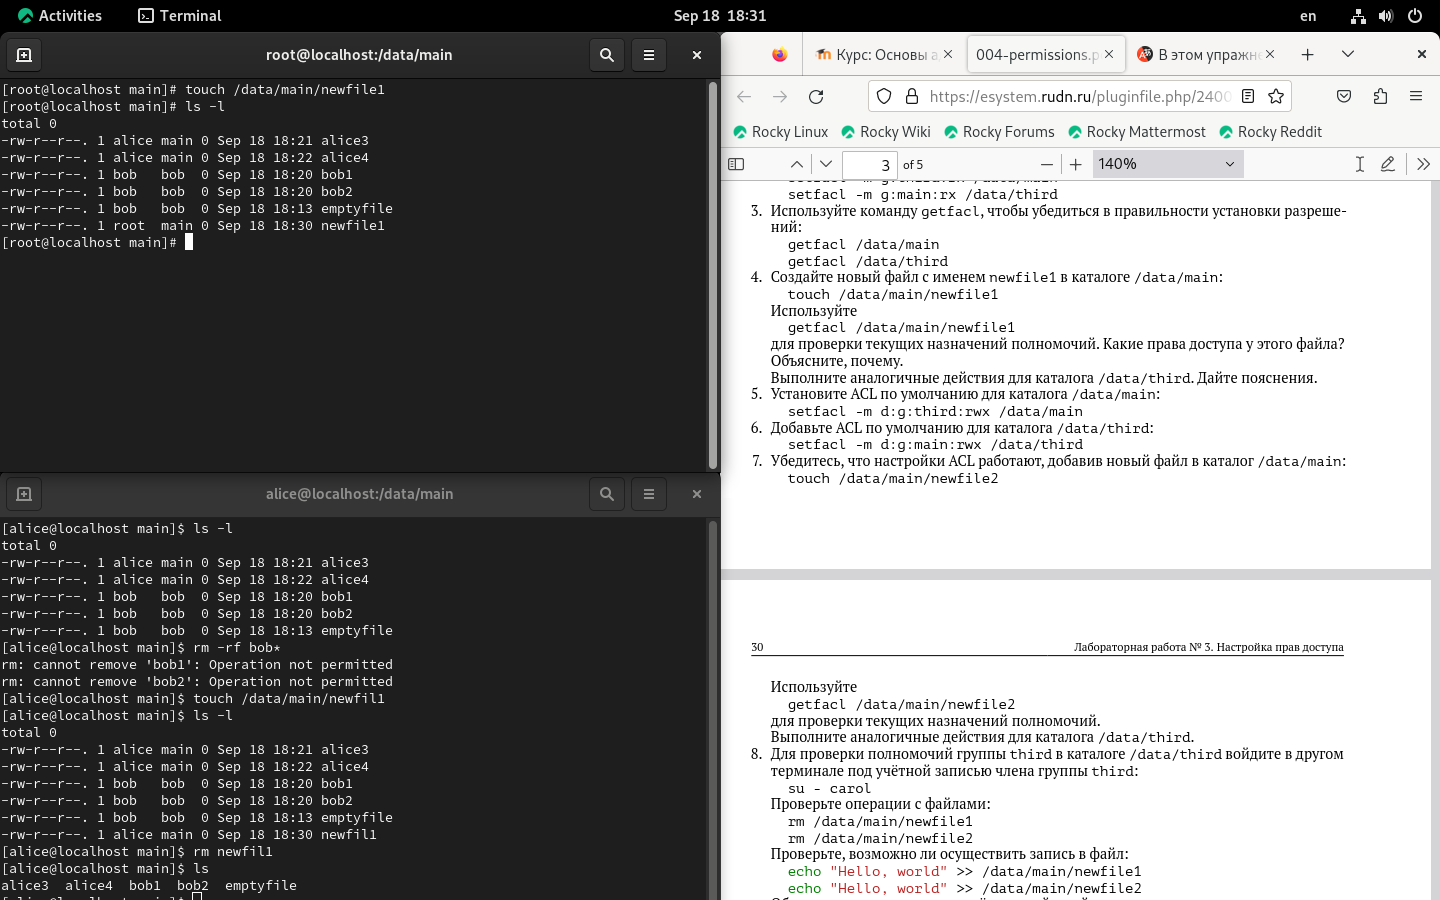 Activities
Terminal
Sep 18 18:31
en
root@localhost:/data/main
[root@localhost main]# touch /data/main/newfile1
[root@localhost main]# ls -l
total 0
-rw-r--r--. 1 alice main 0 Sep 18 18:21 alice3
-rw-r--r--. 1 alice main 0 Sep 18 18:22 alice4
-rw-r--r--. 1 bob   bob  0 Sep 18 18:20 bob1
-rw-r--r--. 1 bob   bob  0 Sep 18 18:20 bob2
-rw-r--r--. 1 bob   bob  0 Sep 18 18:13 emptyfile
-rw-r--r--. 1 root  main 0 Sep 18 18:30 newfile1
[root@localhost main]#
alice@localhost:/data/main
[alice@localhost main]$ ls -l
total 0
-rw-r--r--. 1 alice main 0 Sep 18 18:21 alice3
-rw-r--r--. 1 alice main 0 Sep 18 18:22 alice4
-rw-r--r--. 1 bob   bob  0 Sep 18 18:20 bob1
-rw-r--r--. 1 bob   bob  0 Sep 18 18:20 bob2
-rw-r--r--. 1 bob   bob  0 Sep 18 18:13 emptyfile
[alice@localhost main]$ rm -rf bob*
rm: cannot remove 'bob1': Operation not permitted
rm: cannot remove 'bob2': Operation not permitted
[alice@localhost main]$ touch /data/main/newfil1
[alice@localhost main]$ ls -l
total 0
-rw-r--r--. 1 alice main 0 Sep 18 18:21 alice3
-rw-r--r--. 1 alice main 0 Sep 18 18:22 alice4
-rw-r--r--. 1 bob   bob  0 Sep 18 18:20 bob1
-rw-r--r--. 1 bob   bob  0 Sep 18 18:20 bob2
-rw-r--r--. 1 bob   bob  0 Sep 18 18:13 emptyfile
-rw-r--r--. 1 alice main 0 Sep 18 18:30 newfil1
[alice@localhost main]$ rm newfil1
[alice@localhost main]$ ls
alice3  alice4  bob1  bob2  emptyfile
Курс: Основы
004-permissions.p
В этом упражн
https://esystem.rudn.ru/pluginfile.php/2400
Rocky Linux
Rocky Wiki
Rocky Forums
Rocky Mattermost
Rocky Reddit
3 of 5
140%
setfacl -m g:main:rx /data/third
3. Используйте команду getfacl, чтобы убедиться в правильности установки разреше-
ний:
getfacl /data/main
getfacl /data/third
4. Создайте новый файл с именем newfile1 в каталоге /data/main:
touch /data/main/newfile1
Используйте
getfacl /data/main/newfile1
для проверки текущих назначений полномочий. Какие права доступа у этого файла?
Объясните, почему.
Выполните аналогичные действия для каталога /data/third. Дайте пояснения.
5. Установите ACL по умолчанию для каталога /data/main:
setfacl -m d:g:third:rwx /data/main
6. Добавьте ACL по умолчанию для каталога /data/third:
setfacl -m d:g:main:rwx /data/third
7. Убедитесь, что настройки ACL работают, добавив новый файл в каталог /data/main:
touch /data/main/newfile2
30 Лабораторная работа № 3. Настройка прав доступа
Используйте
getfacl /data/main/newfile2
для проверки текущих назначений полномочий.
Выполните аналогичные действия для каталога /data/third.
8. Для проверки полномочий группы third в каталоге /data/third войдите в другом
терминале под учётной записью члена группы third:
su - carol
Проверьте операции с файлами:
rm /data/main/newfile1
rm /data/main/newfile2
Проверьте, возможно ли осуществить запись в файл:
echo "Hello, world" >> /data/main/newfile1
echo "Hello, world" >> /data/main/newfile2